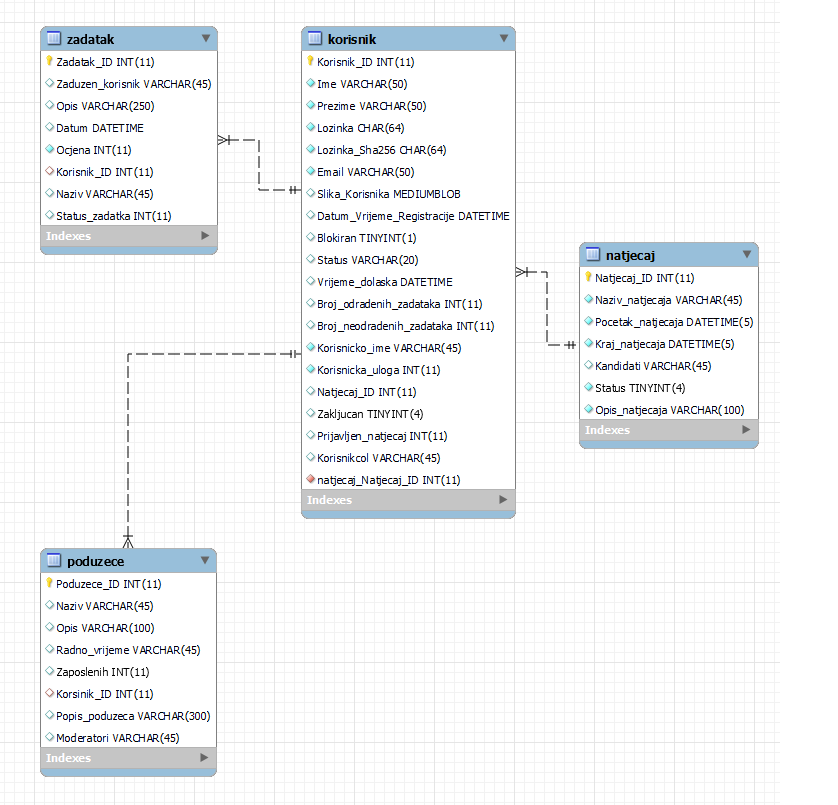 zadatak
Zadatak_ID INT(11)
Zaduzen_korisnik VARCHAR(45)
Opis VARCHAR(250)
Datum DATETIME
Ocjena INT(11)
Korisnik_ID INT(11)
Naziv VARCHAR(45)
Status_zadatka INT(11)
Indexes
korisnik
Korisnik_ID INT(11)
Ime VARCHAR(50)
Prezime VARCHAR(50)
Lozinka CHAR(64)
Lozinka_Sha256 CHAR(64)
Email VARCHAR(50)
Slika_Korisnika MEDIUMBLOB
Datum_Vrijeme_Registracije DATETIME
Blokiran TINYINT(1)
Status VARCHAR(20)
Vrijeme_dolaska DATETIME
Broj_odradenih_zadataka INT(11)
Broj_neodradenih_zadataka INT(11)
Korisnicko_ime VARCHAR(45)
Korisnicka_uloga INT(11)
Natjecaj_ID INT(11)
Zakljucan TINYINT(4)
Prijavljen_natjecaj INT(11)
Korisnikcol VARCHAR(45)
natjecaj_Natjecaj_ID INT(11)
Indexes
natjecaj
Natjecaj_ID INT(11)
Naziv_natjecaja VARCHAR(45)
Pocetak_natjecaja DATETIME(5)
Kraj_natjecaja DATETIME(5)
Kandidati VARCHAR(45)
Status TINYINT(4)
Opis_natjecaja VARCHAR(100)
Indexes
poduzece
Poduzece_ID INT(11)
Naziv VARCHAR(45)
Opis VARCHAR(100)
Radno_vrijeme VARCHAR(45)
Zaposlenih INT(11)
Korsinik_ID INT(11)
Popis_poduzeca VARCHAR(300)
Moderatori VARCHAR(45)
Indexes